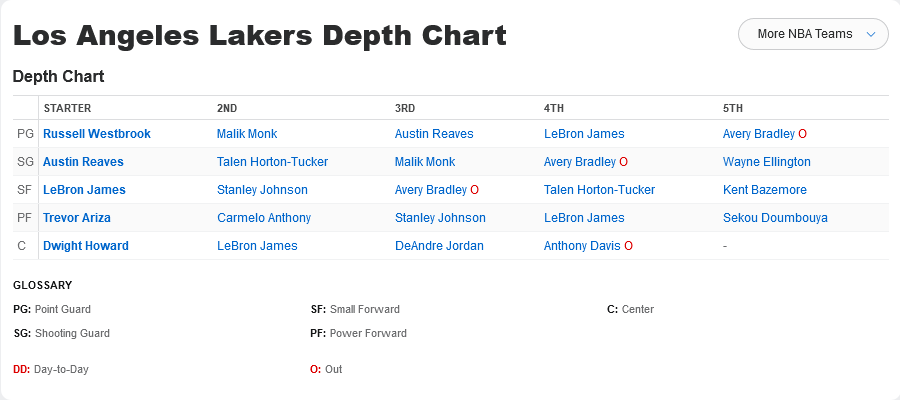 Los Angeles Lakers Depth Chart
More NBA Teams
Depth Chart
STARTER 2ND 3RD 4TH 5TH
PG Russell Westbrook Malik Monk Austin Reaves LeBron James Avery Bradley O
SG Austin Reaves Talen Horton-Tucker Malik Monk Avery Bradley O Wayne Ellington
SF LeBron James Stanley Johnson Avery Bradley O Talen Horton-Tucker Kent Bazemore
PF Trevor Ariza Carmelo Anthony Stanley Johnson LeBron James Sekou Doumbouya
C Dwight Howard LeBron James DeAndre Jordan Anthony Davis O -
GLOSSARY
PG: Point Guard SF: Small Forward C: Center
SG: Shooting Guard PF: Power Forward
DD: Day-to-Day O: Out